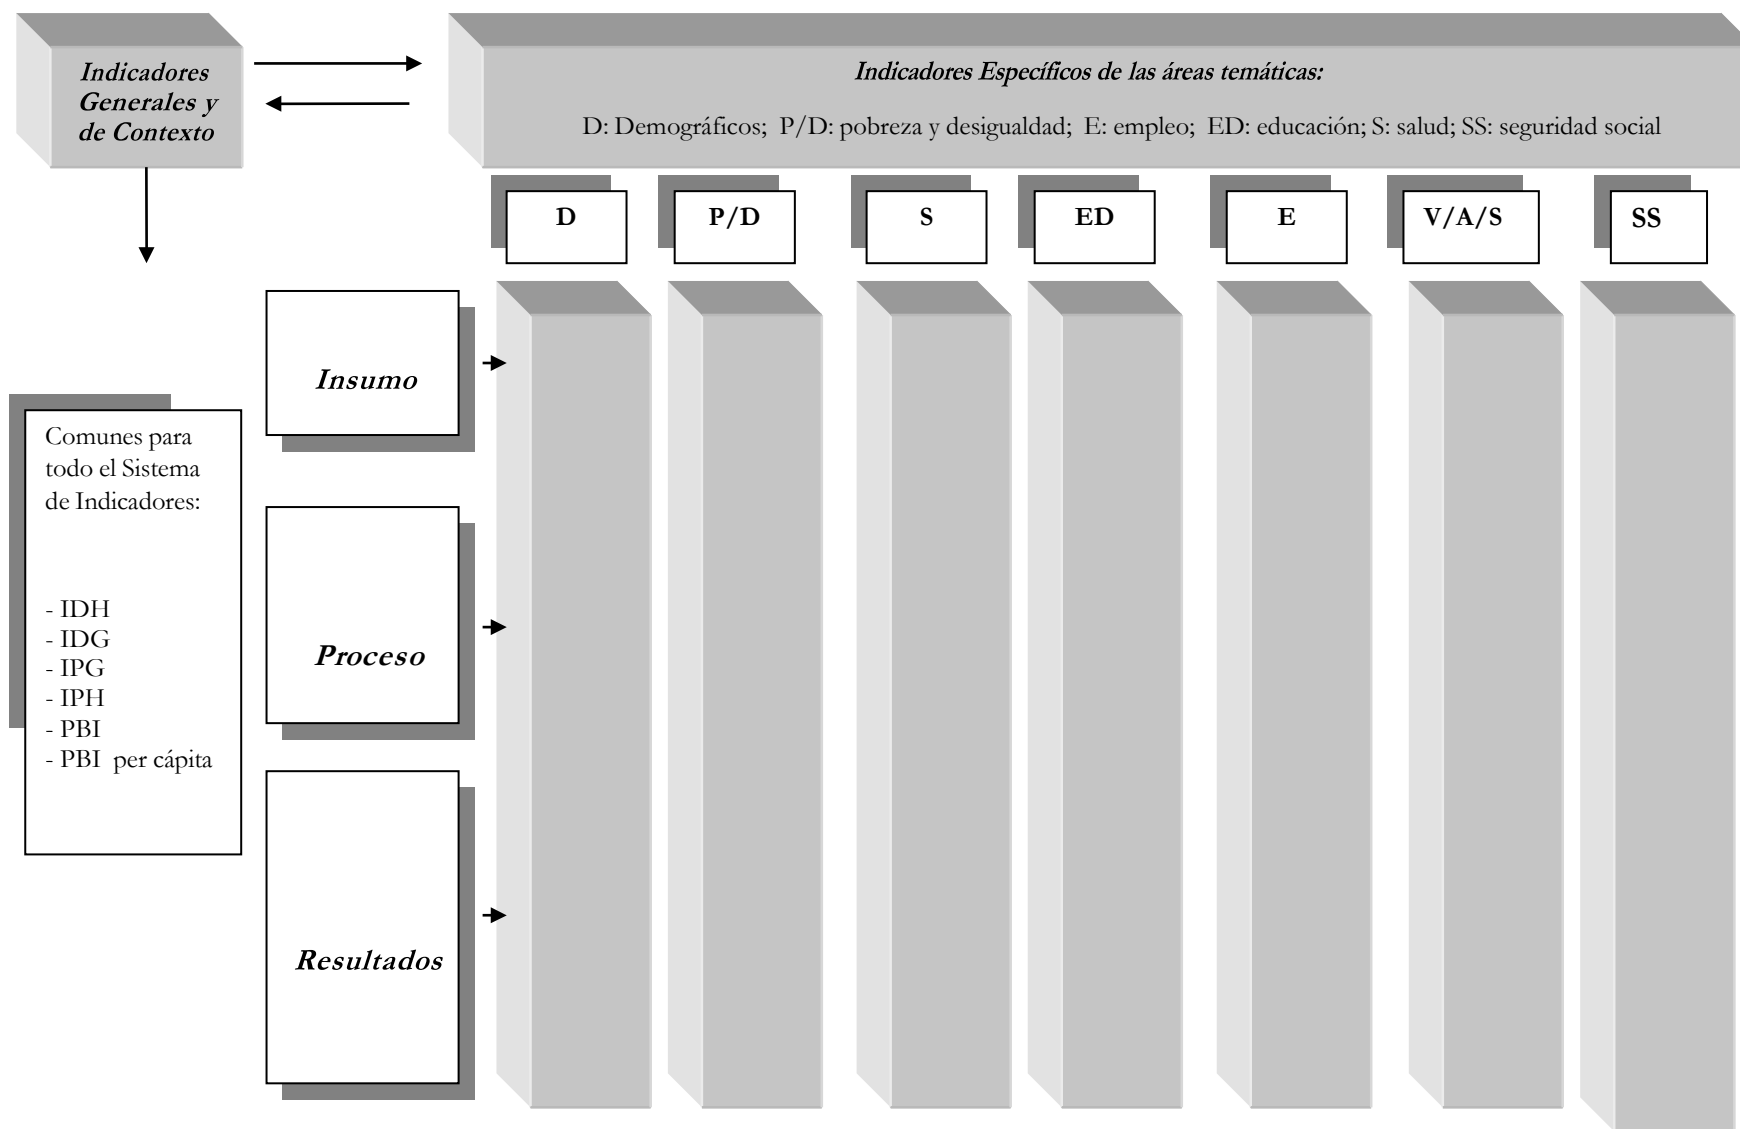 Indicadores
Generales y
de Contexto
Indicadores Específicos de las áreas temáticas:
D: Demográficos;  P/D: pobreza y desigualdad;  E: empleo;  ED: educación; S: salud; SS: seguridad social
D
P/D
S
ED
E
V/A/S
SS
Insumo
Comunes para
todo el Sistema
de Indicadores:
- IDH
- IDG
- IPG
- IPH
- PBI
- PBI  per cápita
Proceso
Resultados